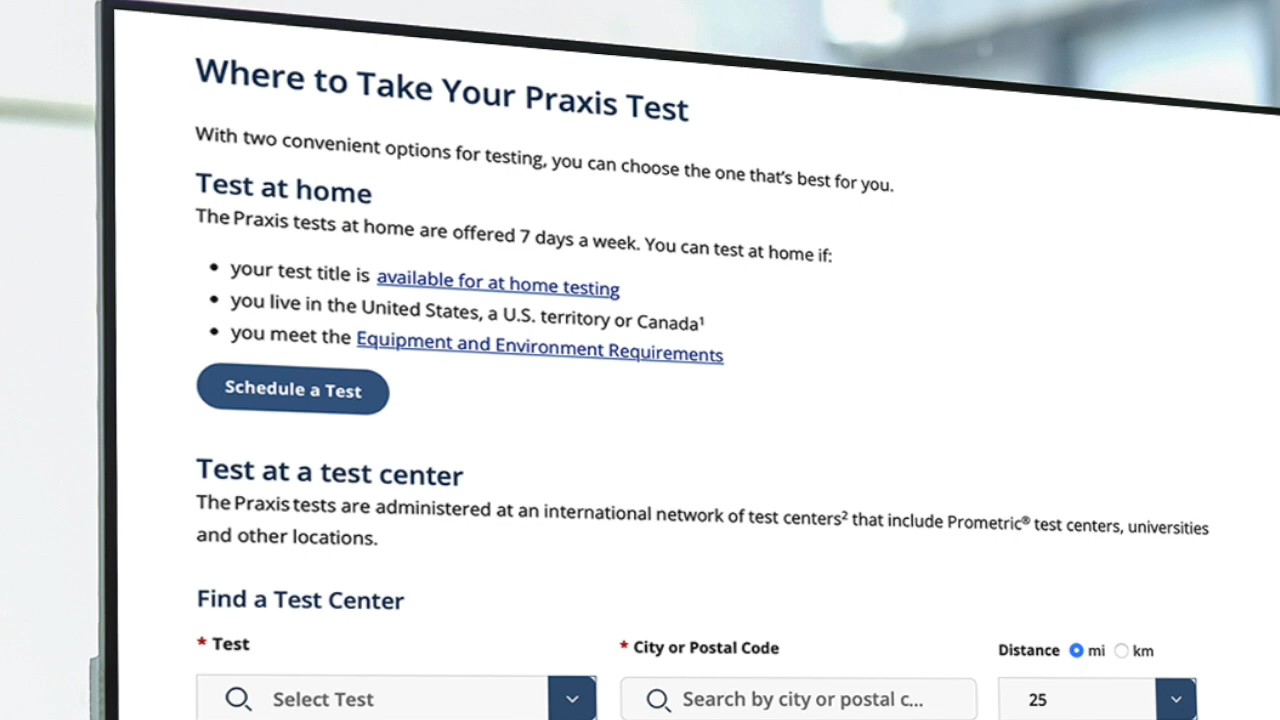 Where to Take Your Praxis Test
With two convenient options for testing, you can choose the one that's best for you.
Test at home
The Praxis tests at home are offered 7 days a week. You can test at home if:
• your test title is available for at home testing
• you live in the United States, a U.S. territory or Canada¹
• you meet the Equipment and Environment Requirements
Schedule a Test
Test at a test center
The Praxis tests are administered at an international network of test centers² that include Prometric® test centers, universities
and other locations.
Find a Test Center
* Test
* City or Postal Code
Distance mi km
Select Test
Search by city or postal c...
25